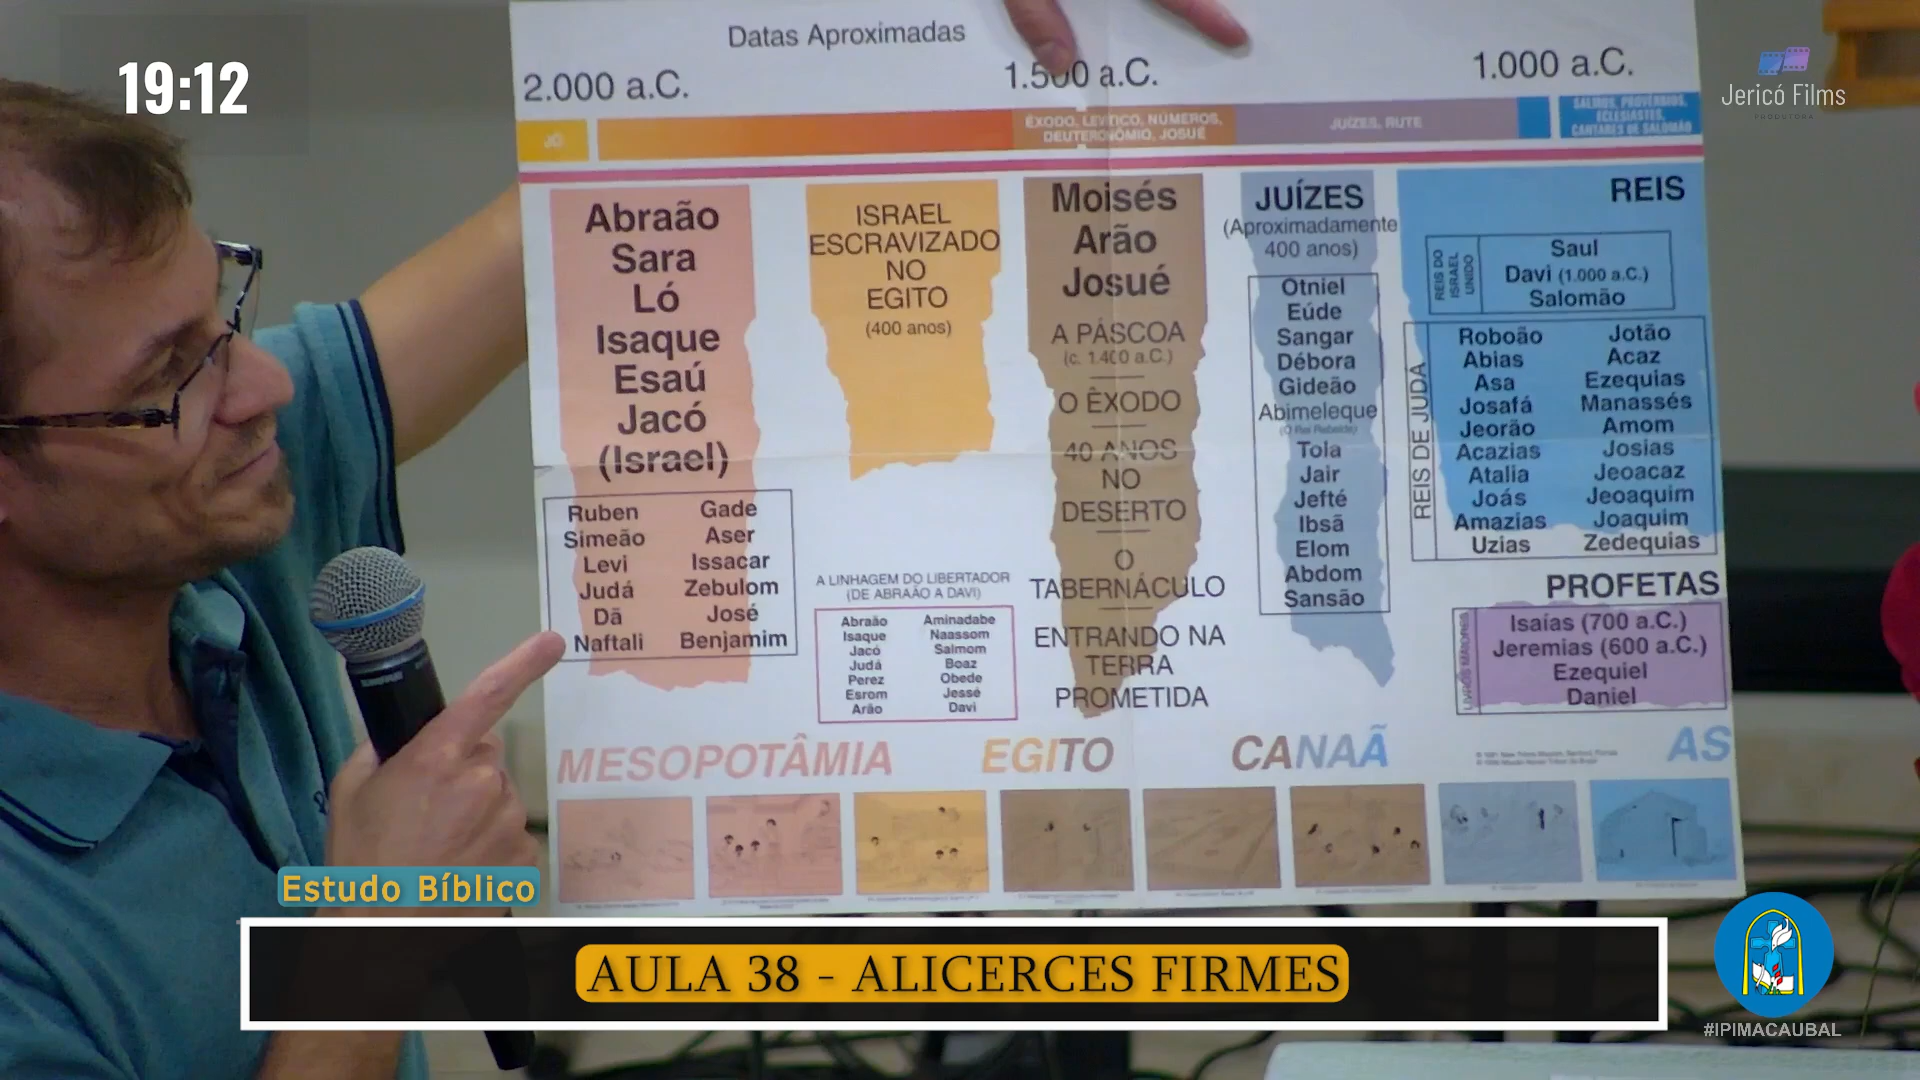 19:12
Jericó Films
Datas Aproximadas
2.000 a.C.
1.500 a.C.
1.000 a.C.
JÓ
ÊXODO, LEVÍTICO, NÚMEROS,
DEUTERONÔMIO, JOSUÉ
JUÍZES, RUTE
SALMOS, PROVÉRBIOS,
ECLESIASTES,
CANTARES DE SALOMÃO
Abraão
Sara
Ló
Isaque
Esaú
Jacó
(Israel)
Ruben
Simeão
Levi
Judá
Dã
Naftali
Gade
Aser
Issacar
Zebulom
José
Benjamim
ISRAEL
ESCRAVIZADO
NO
EGITO
(400 anos)
A LINHAGEM DO LIBERTADOR
(DE ABRAÃO A DAVI)
Abraão
Isaque
Jacó
Judá
Perez
Esrom
Arão
Aminadabe
Naassom
Salmom
Boaz
Obede
Jessé
Davi
Moisés
Arão
Josué
A PÁSCOA
(c. 1.400 a.C.)
O ÊXODO
40 ANOS
NO
DESERTO
O
TABERNÁCULO
ENTRANDO NA
TERRA
PROMETIDA
JUÍZES
(Aproximadamente
400 anos)
Otniel
Eúde
Sangar
Débora
Gideão
Abimeleque
(O Rei Rebelde)
Tola
Jair
Jefté
Ibsã
Elom
Abdom
Sansão
REIS
REIS DO
ISRAEL
UNIDO
Saul
Davi (1.000 a.C.)
Salomão
REIS DE JUDÁ
Roboão
Abias
Asa
Josafá
Jeorão
Acazias
Atalia
Joás
Amazias
Uzias
Jotão
Acaz
Ezequias
Manassés
Amom
Josias
Jeoacaz
Jeoaquim
Joaquim
Zedequias
PROFETAS
LIVROS MAIORES
Isaías (700 a.C.)
Jeremias (600 a.C.)
Ezequiel
Daniel
MESOPOTÂMIA
EGITO
CANAÃ
AS
Estudo Bíblico
AULA 38 - ALICERCES FIRMES
#IPIMACAUBAL